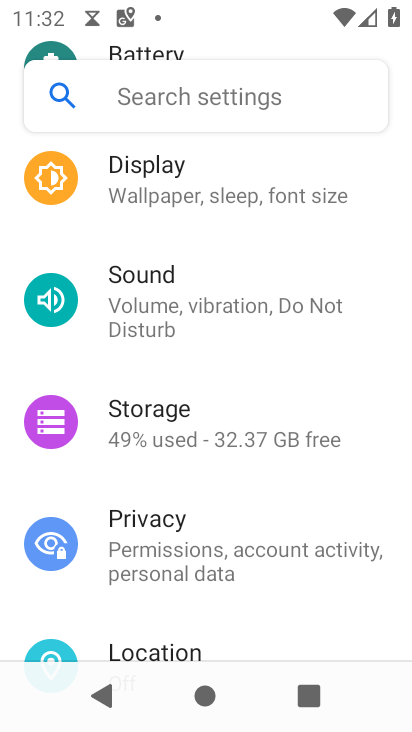 11:32
Battery
Search settings
Display
Wallpaper, sleep, font size
Sound
Volume, vibration, Do Not
Disturb
Storage
49% used - 32.37 GB free
Privacy
Permissions, account activity,
personal data
Location
Off